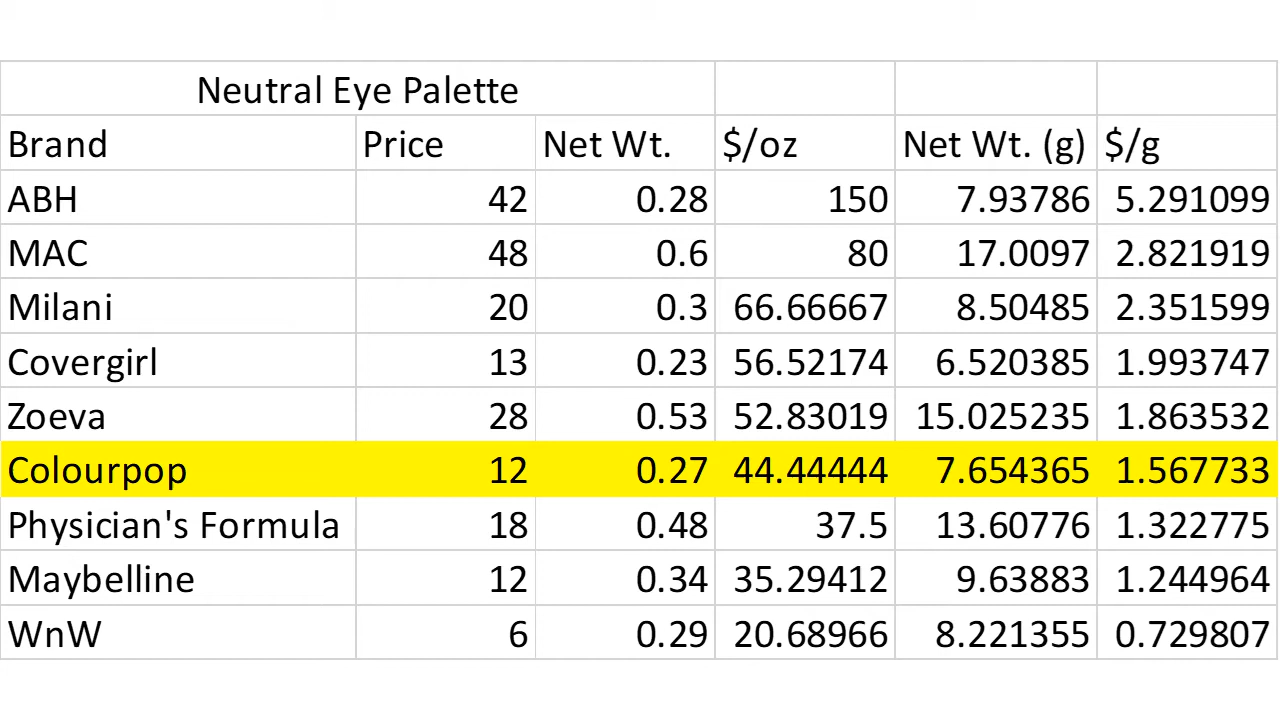 Neutral Eye Palette
Brand Price Net Wt. $/oz Net Wt. (g) $/g
ABH 42 0.28 150 7.93786 5.291099
MAC 48 0.6 80 17.0097 2.821919
Milani 20 0.3 66.66667 8.50485 2.351599
Covergirl 13 0.23 56.52174 6.520385 1.993747
Zoeva 28 0.53 52.83019 15.025235 1.863532
Colourpop 12 0.27 44.44444 7.654365 1.567733
Physician's Formula 18 0.48 37.5 13.60776 1.322775
Maybelline 12 0.34 35.29412 9.63883 1.244964
WnW 6 0.29 20.68966 8.221355 0.729807